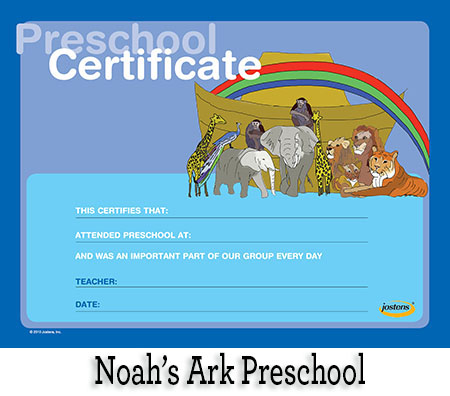 Preschool
Certificate
THIS CERTIFIES THAT:
ATTENDED PRESCHOOL AT:
AND WAS AN IMPORTANT PART OF OUR GROUP EVERY DAY
TEACHER:
DATE:
jostens
© 2013 Jostens, Inc.
Noah's Ark Preschool